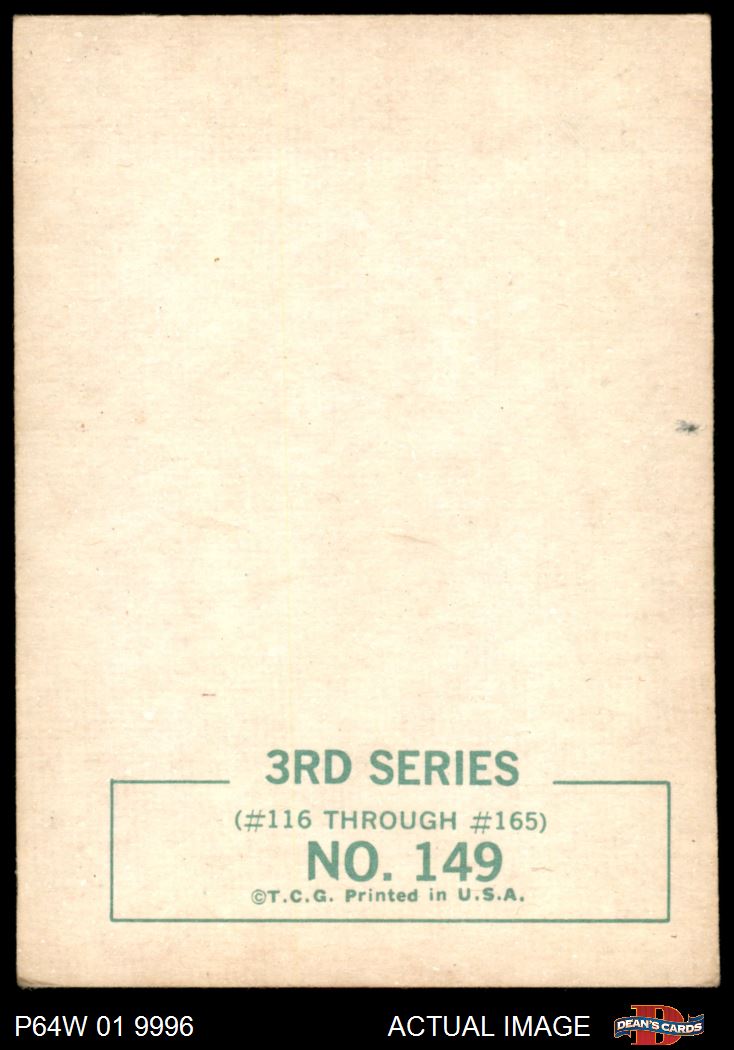 3RD SERIES
(#116 THROUGH #165)
NO. 149
©T.C.G. Printed in U.S.A.
P64W 01 9996
ACTUAL IMAGE
D
DEAN'S CARDS